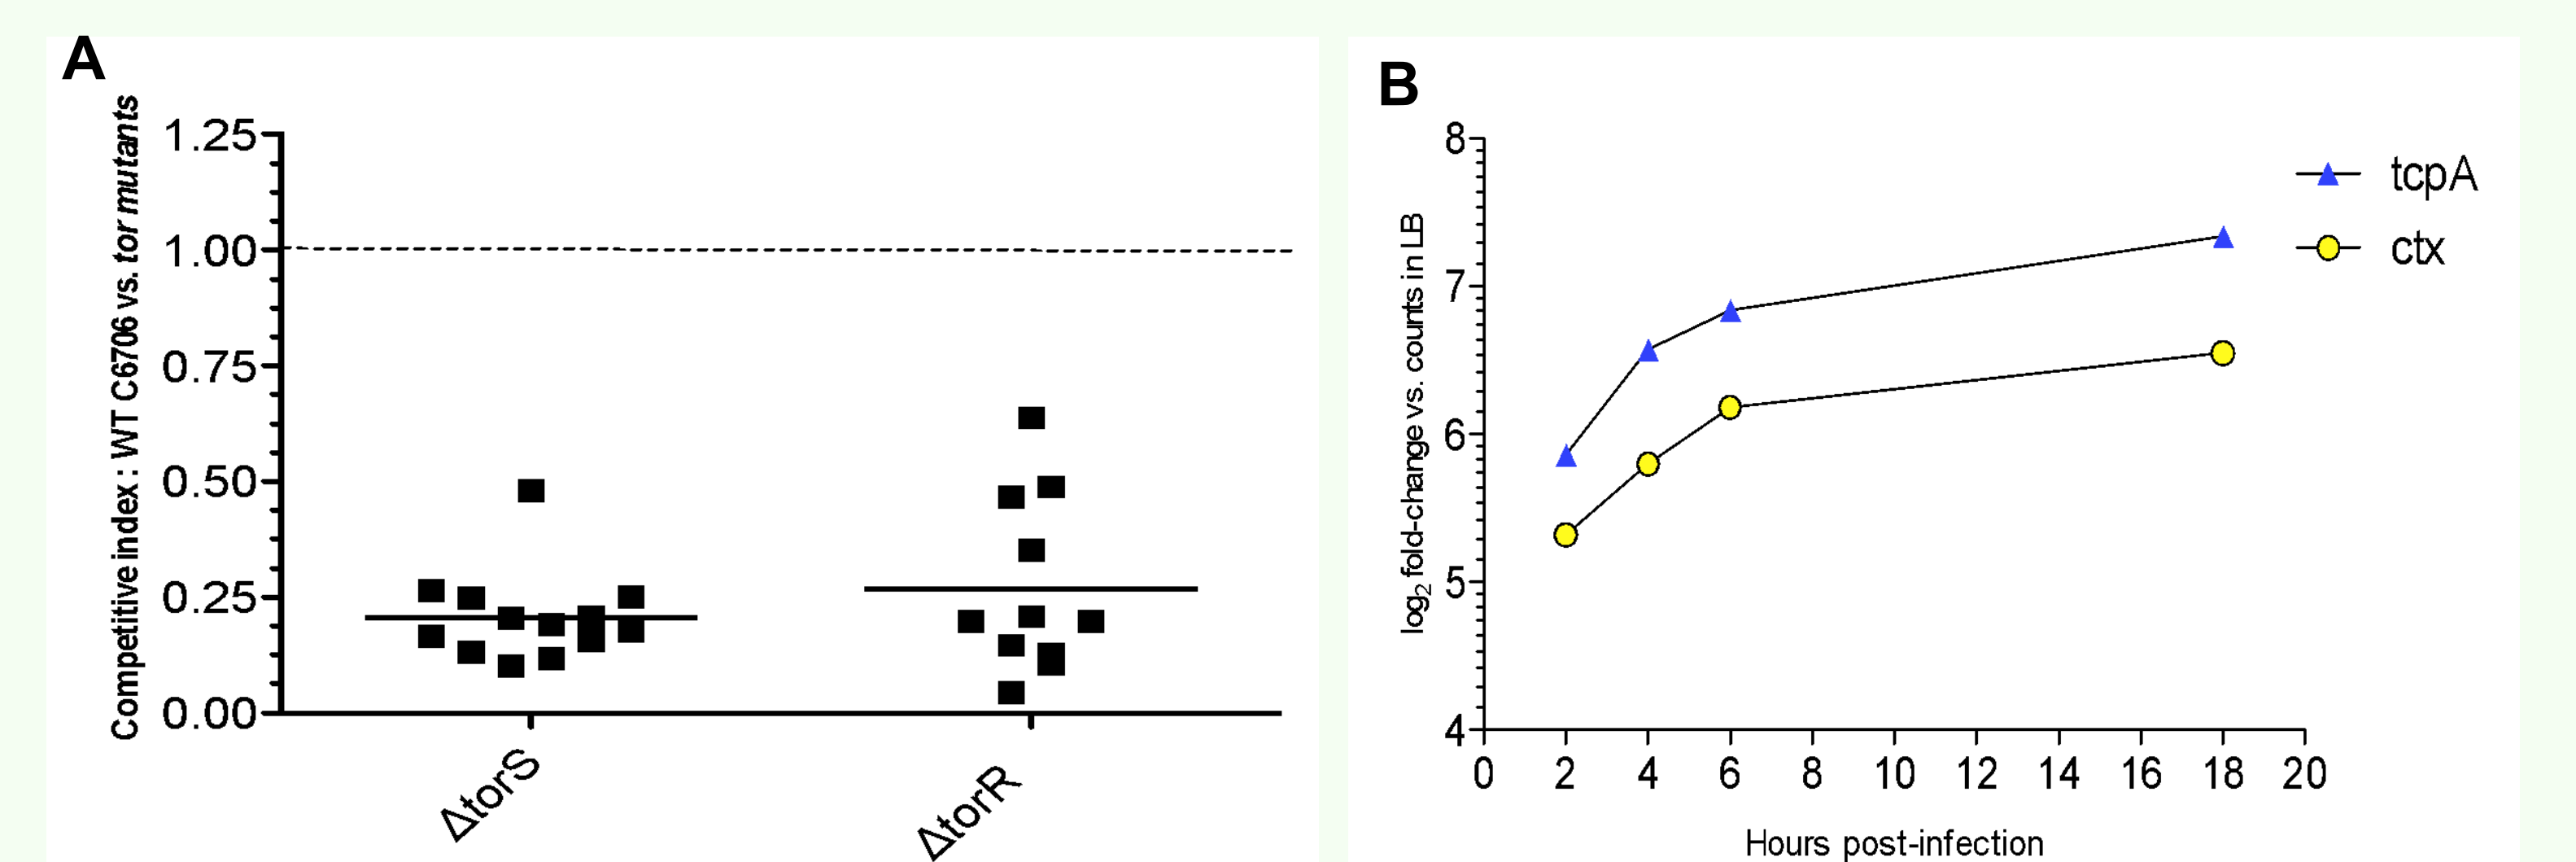 A
Competitive index : WT C6706 vs. tor mutants
1.25
1.00
0.75
0.50
0.25
0.00
ΔtorS
ΔtorR
B
log2 fold-change vs. counts in LB
8
7
6
5
4
0 2 4 6 8 10 12 14 16 18 20
Hours post-infection
tcpA
ctx